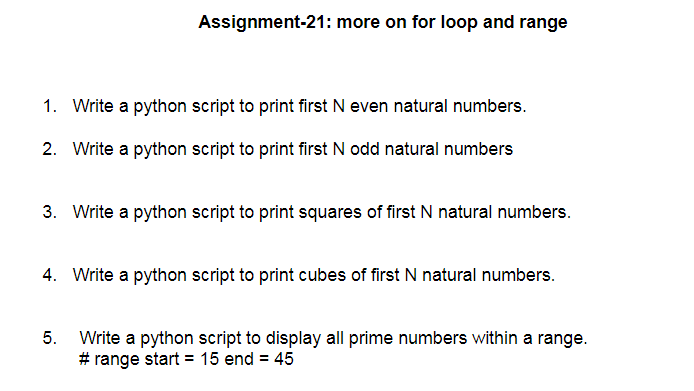 Assignment-21: more on for loop and range
1. Write a python script to print first N even natural numbers.
2. Write a python script to print first N odd natural numbers
3. Write a python script to print squares of first N natural numbers.
4. Write a python script to print cubes of first N natural numbers.
5. Write a python script to display all prime numbers within a range.
# range start = 15 end = 45